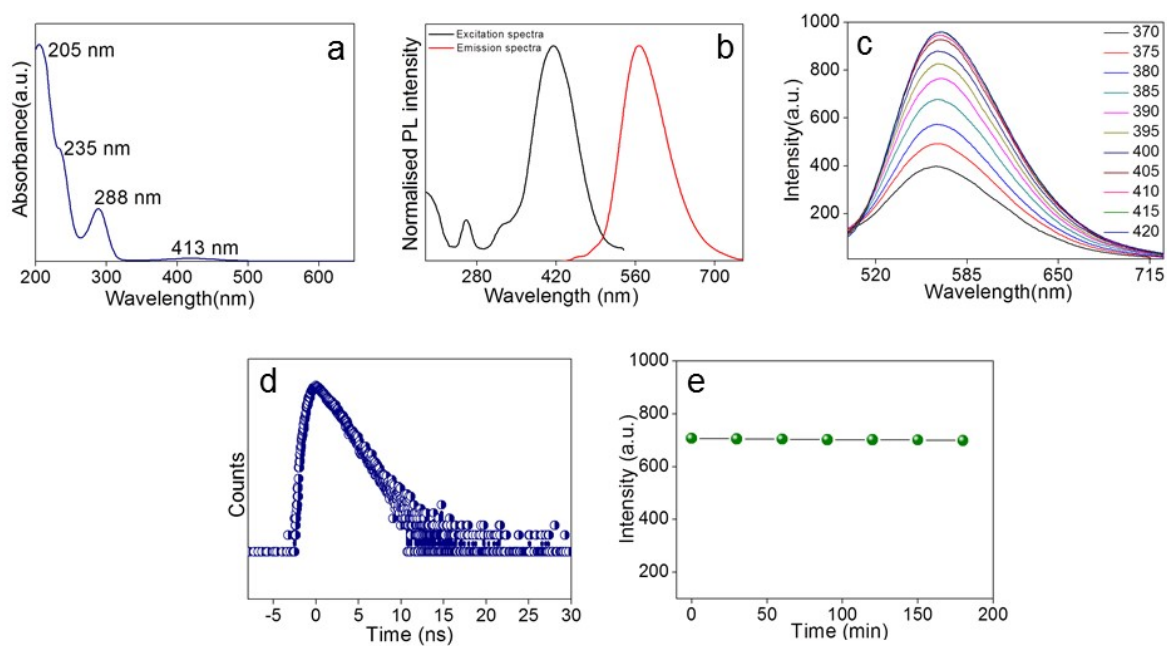 a
205 nm
235 nm
288 nm
413 nm
Absorbance(a.u.)
200 300 400 500 600
Wavelength(nm)
b
Excitation spectra
Emission spectra
Normalised PL intensity
280 420 560 700
Wavelength (nm)
c
1000
800
600
400
200
Intensity(a.u.)
370
375
380
385
390
395
400
405
410
415
420
520 585 650 715
Wavelength(nm)
d
Counts
-5 0 5 10 15 20 25 30
Time (ns)
e
1000
800
600
400
200
Intensity (a.u.)
0 50 100 150 200
Time (min)